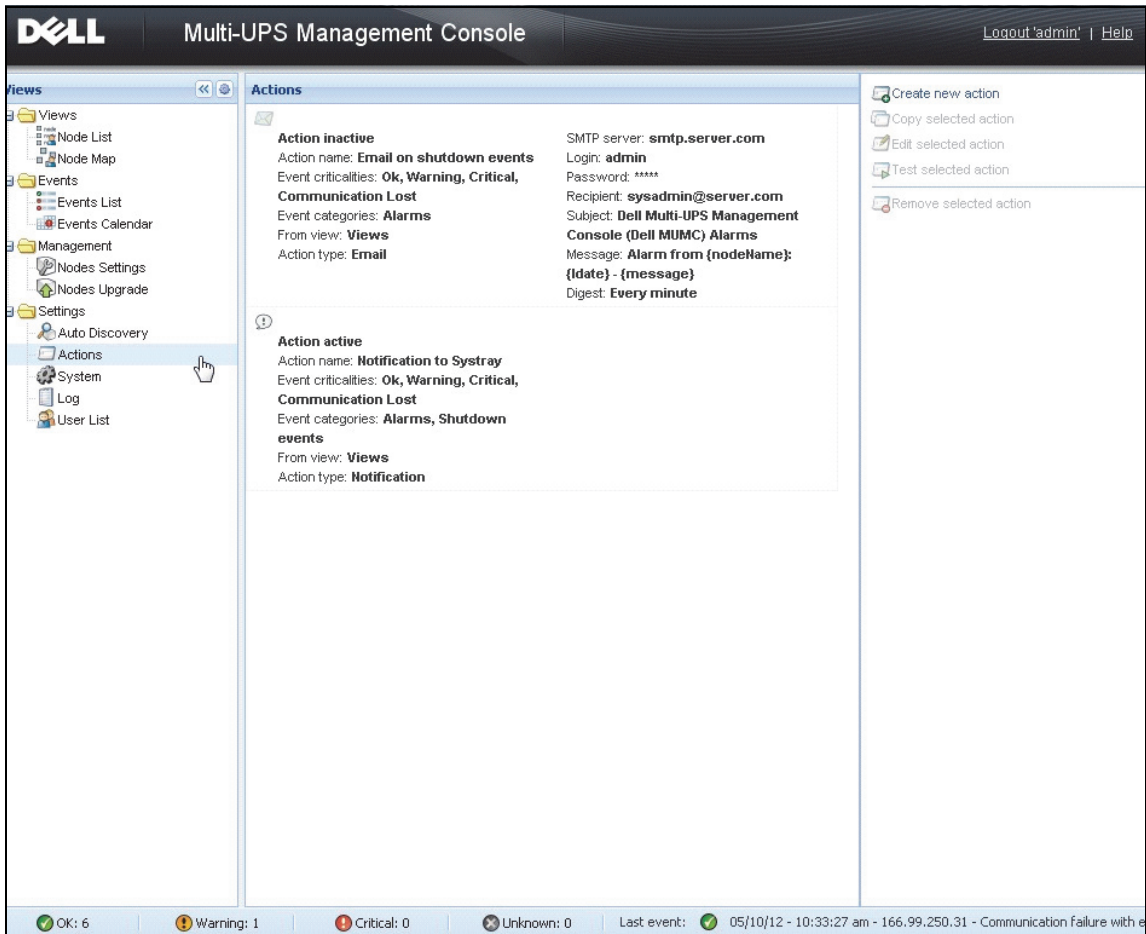 DELL
Multi-UPS Management Console
Logout 'admin' | Help
Views
Views
Node List
Node Map
Events
Events List
Events Calendar
Management
Nodes Settings
Nodes Upgrade
Settings
Auto Discovery
Actions
System
Log
User List
Actions
Action inactive
Action name: Email on shutdown events
Event criticalities: Ok, Warning, Critical,
Communication Lost
Event categories: Alarms
From view: Views
Action type: Email
SMTP server: smtp.server.com
Login: admin
Password: *****
Recipient: sysadmin@server.com
Subject: Dell Multi-UPS Management
Console (Dell MUMC) Alarms
Message: Alarm from {nodeName}:
{ldate} - {message}
Digest: Every minute
Action active
Action name: Notification to Systray
Event criticalities: Ok, Warning, Critical,
Communication Lost
Event categories: Alarms, Shutdown
events
From view: Views
Action type: Notification
Create new action
Copy selected action
Edit selected action
Test selected action
Remove selected action
OK: 6
Warning: 1
Critical: 0
Unknown: 0
Last event: 05/10/12 - 10:33:27 am - 166.99.250.31 - Communication failure with e